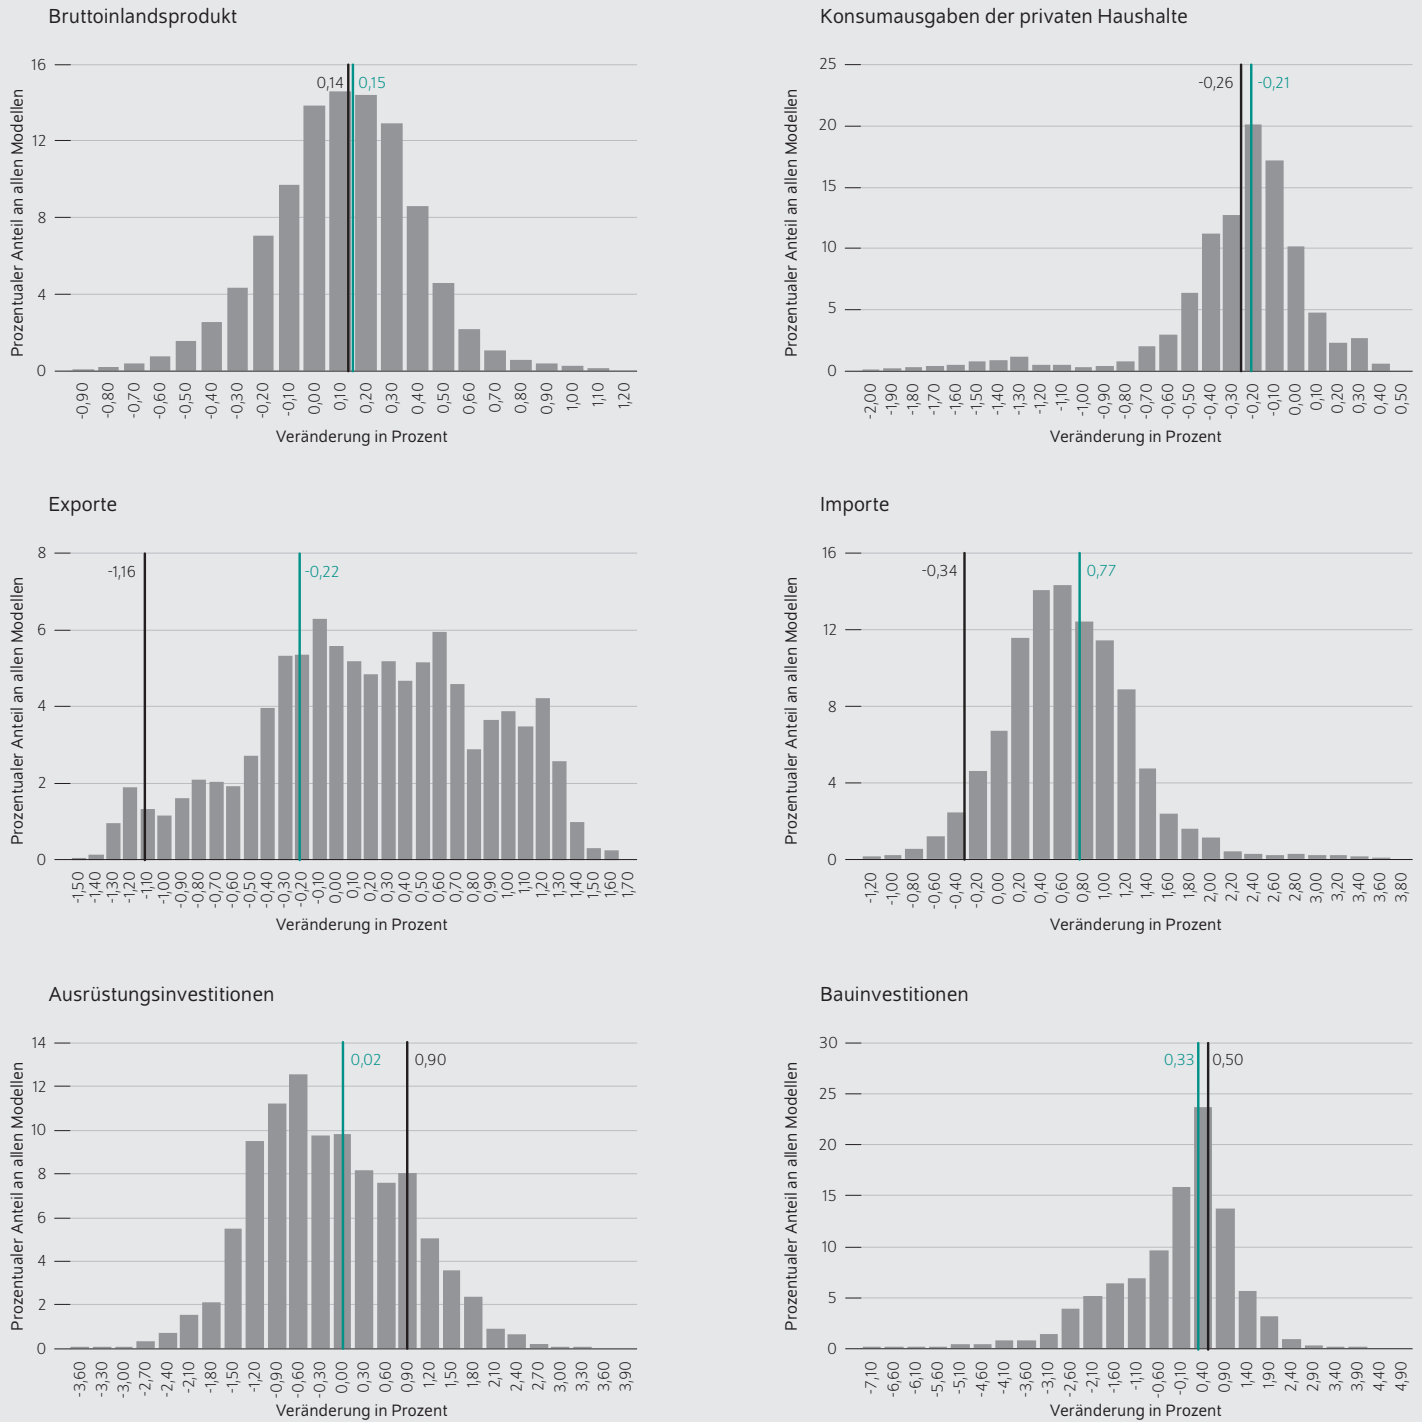 Bruttoinlandsprodukt
Prozentualer Anteil an allen Modellen
16
12
8
4
0
0,14 0,15
-0,90 -0,80 -0,70 -0,60 -0,50 -0,40 -0,30 -0,20 -0,10 0,00 0,10 0,20 0,30 0,40 0,50 0,60 0,70 0,80 0,90 1,00 1,10 1,20
Veränderung in Prozent
Konsumausgaben der privaten Haushalte
Prozentualer Anteil an allen Modellen
25
20
15
10
5
0
-0,26 -0,21
-2,00 -1,90 -1,80 -1,70 -1,60 -1,50 -1,40 -1,30 -1,20 -1,10 -1,00 -0,90 -0,80 -0,70 -0,60 -0,50 -0,40 -0,30 -0,20 -0,10 0,00 0,10 0,20 0,30 0,40 0,50
Veränderung in Prozent
Exporte
Prozentualer Anteil an allen Modellen
8
6
4
2
0
-1,16 -0,22
-1,50 -1,40 -1,30 -1,20 -1,10 -1,00 -0,90 -0,80 -0,70 -0,60 -0,50 -0,40 -0,30 -0,20 -0,10 0,00 0,10 0,20 0,30 0,40 0,50 0,60 0,70 0,80 0,90 1,00 1,10 1,20 1,30 1,40 1,50 1,60 1,70
Veränderung in Prozent
Importe
Prozentualer Anteil an allen Modellen
16
12
8
4
0
-0,34 0,77
-1,20 -1,00 -0,80 -0,60 -0,40 -0,20 0,00 0,20 0,40 0,60 0,80 1,00 1,20 1,40 1,60 1,80 2,00 2,20 2,40 2,60 2,80 3,00 3,20 3,40 3,60 3,80
Veränderung in Prozent
Ausrüstungsinvestitionen
Prozentualer Anteil an allen Modellen
14
12
10
8
6
4
2
0
0,02 0,90
-3,60 -3,30 -3,00 -2,70 -2,40 -2,10 -1,80 -1,50 -1,20 -0,90 -0,60 -0,30 0,00 0,30 0,60 0,90 1,20 1,50 1,80 2,10 2,40 2,70 3,00 3,30 3,60 3,90
Veränderung in Prozent
Bauinvestitionen
Prozentualer Anteil an allen Modellen
30
25
20
15
10
5
0
0,33 0,50
-7,10 -6,60 -6,10 -5,60 -5,10 -4,60 -4,10 -3,60 -3,10 -2,60 -2,10 -1,60 -1,10 -0,60 -0,10 0,40 0,90 1,40 1,90 2,40 2,90 3,40 3,90 4,40 4,90
Veränderung in Prozent